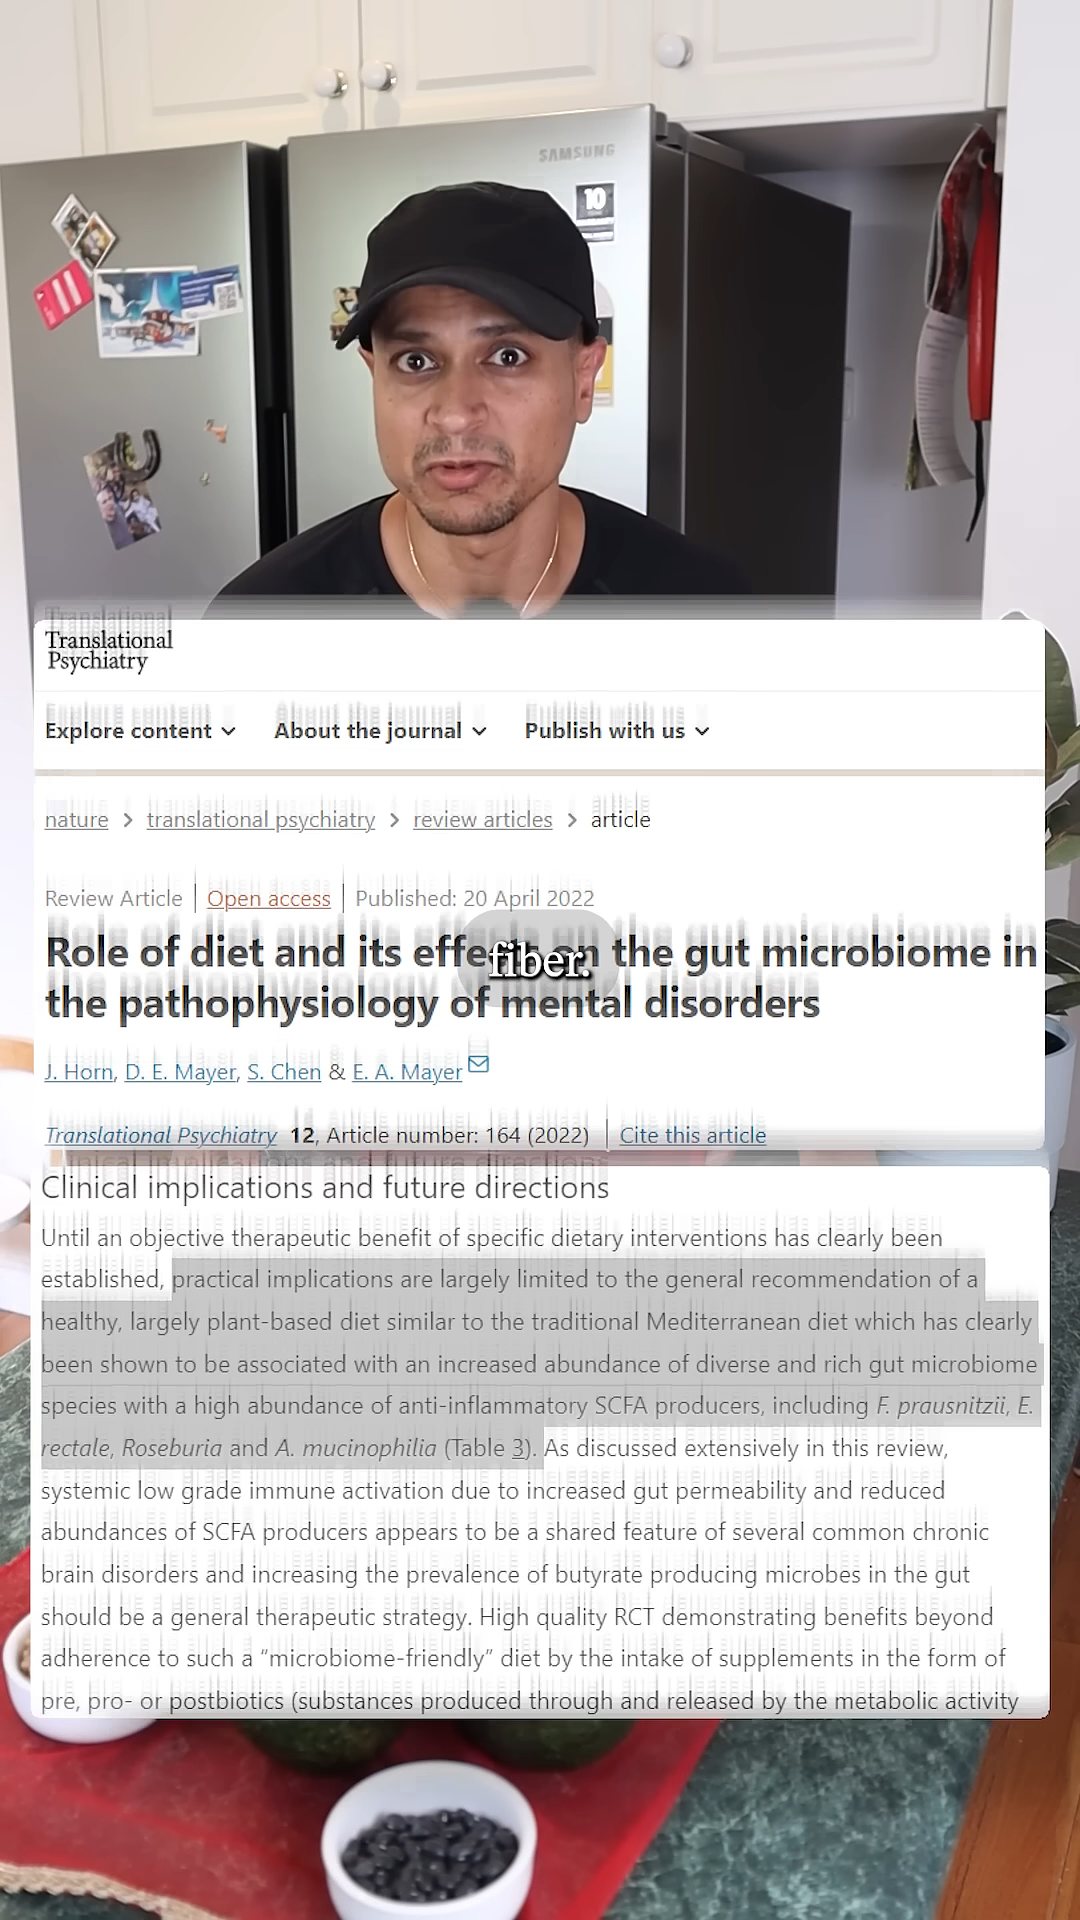 SAMSUNG
10
Translational
Psychiatry
Explore content
About the journal
Publish with us
nature > translational psychiatry > review articles > article
Review Article | Open access | Published: 20 April 2022
Role of diet and its effects on the gut microbiome in
the pathophysiology of mental disorders
fiber.
J. Horn, D. E. Mayer, S. Chen & E. A. Mayer
Translational Psychiatry 12, Article number: 164 (2022) | Cite this article
Clinical implications and future directions
Until an objective therapeutic benefit of specific dietary interventions has clearly been
established, practical implications are largely limited to the general recommendation of a
healthy, largely plant-based diet similar to the traditional Mediterranean diet which has clearly
been shown to be associated with an increased abundance of diverse and rich gut microbiome
species with a high abundance of anti-inflammatory SCFA producers, including F. prausnitzii, E.
rectale, Roseburia and A. mucinophilia (Table 3). As discussed extensively in this review,
systemic low grade immune activation due to increased gut permeability and reduced
abundances of SCFA producers appears to be a shared feature of several common chronic
brain disorders and increasing the prevalence of butyrate producing microbes in the gut
should be a general therapeutic strategy. High quality RCT demonstrating benefits beyond
adherence to such a “microbiome-friendly” diet by the intake of supplements in the form of
pre, pro- or postbiotics (substances produced through and released by the metabolic activity